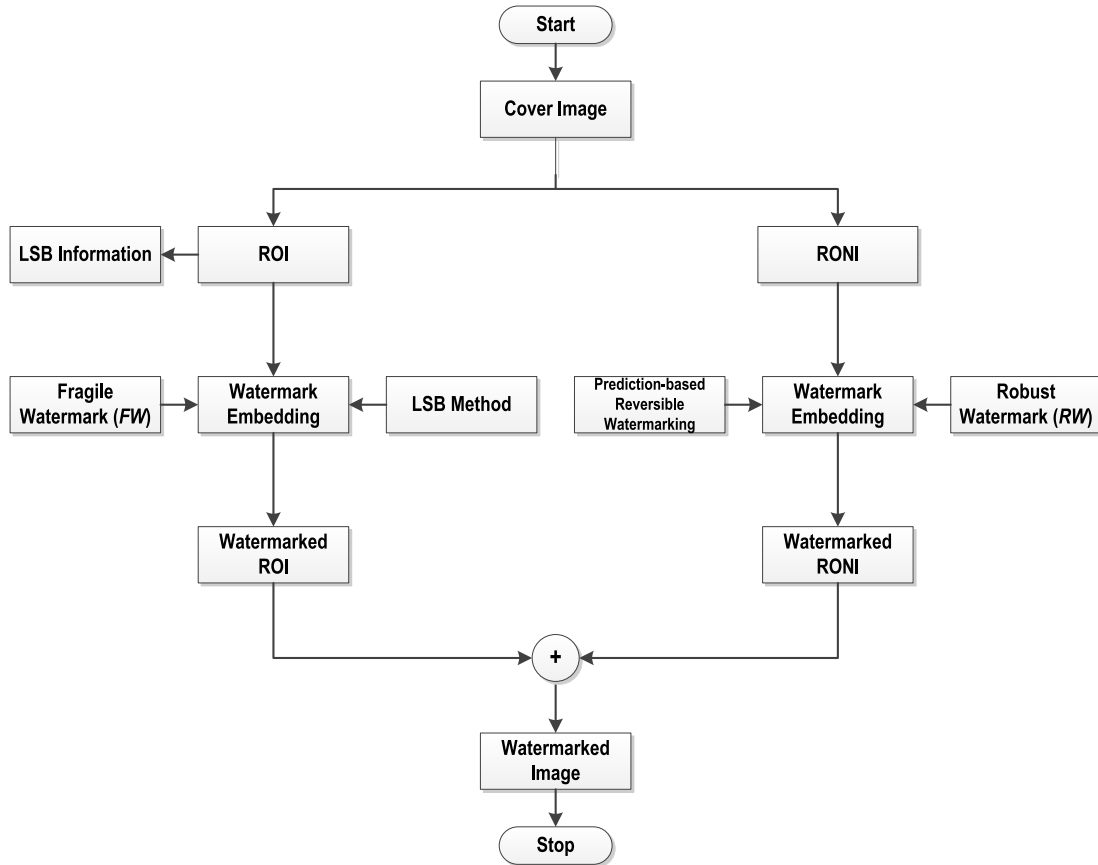 Start
Cover Image
LSB Information
ROI
RONI
Fragile
Watermark (FW)
Watermark
Embedding
LSB Method
Prediction-based
Reversible
Watermarking
Watermark
Embedding
Robust
Watermark (RW)
Watermarked
ROI
Watermarked
RONI
+
Watermarked
Image
Stop